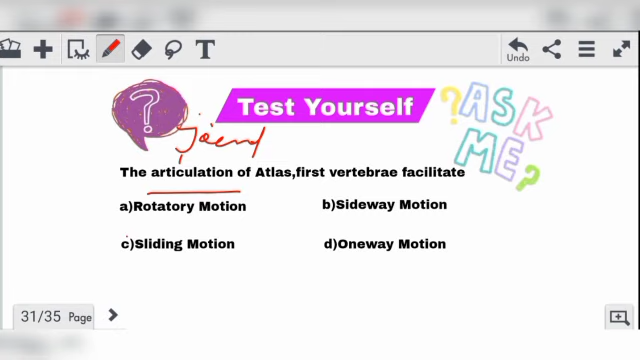 T
Undo
?
Test Yourself
?ASK
ME?
The articulation of Atlas,first vertebrae facilitate
a)Rotatory Motion
b)Sideway Motion
c)Sliding Motion
d)Oneway Motion
31/35 Page